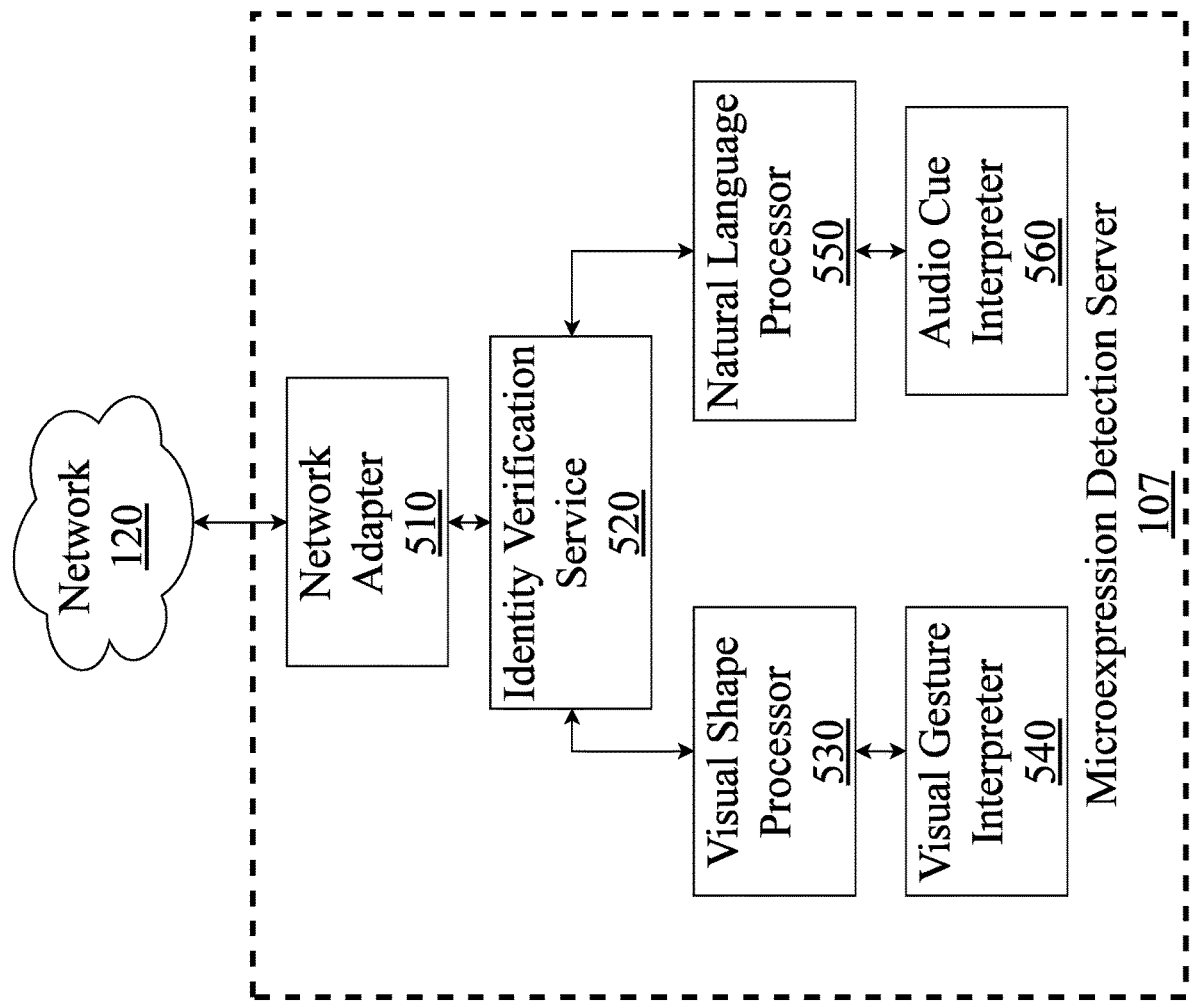 Network
120
Network
Adapter
510
Identity Verification
Service
520
Visual Shape
Processor
530
Natural Language
Processor
550
Visual Gesture
Interpreter
540
Audio Cue
Interpreter
560
Microexpression Detection Server
107